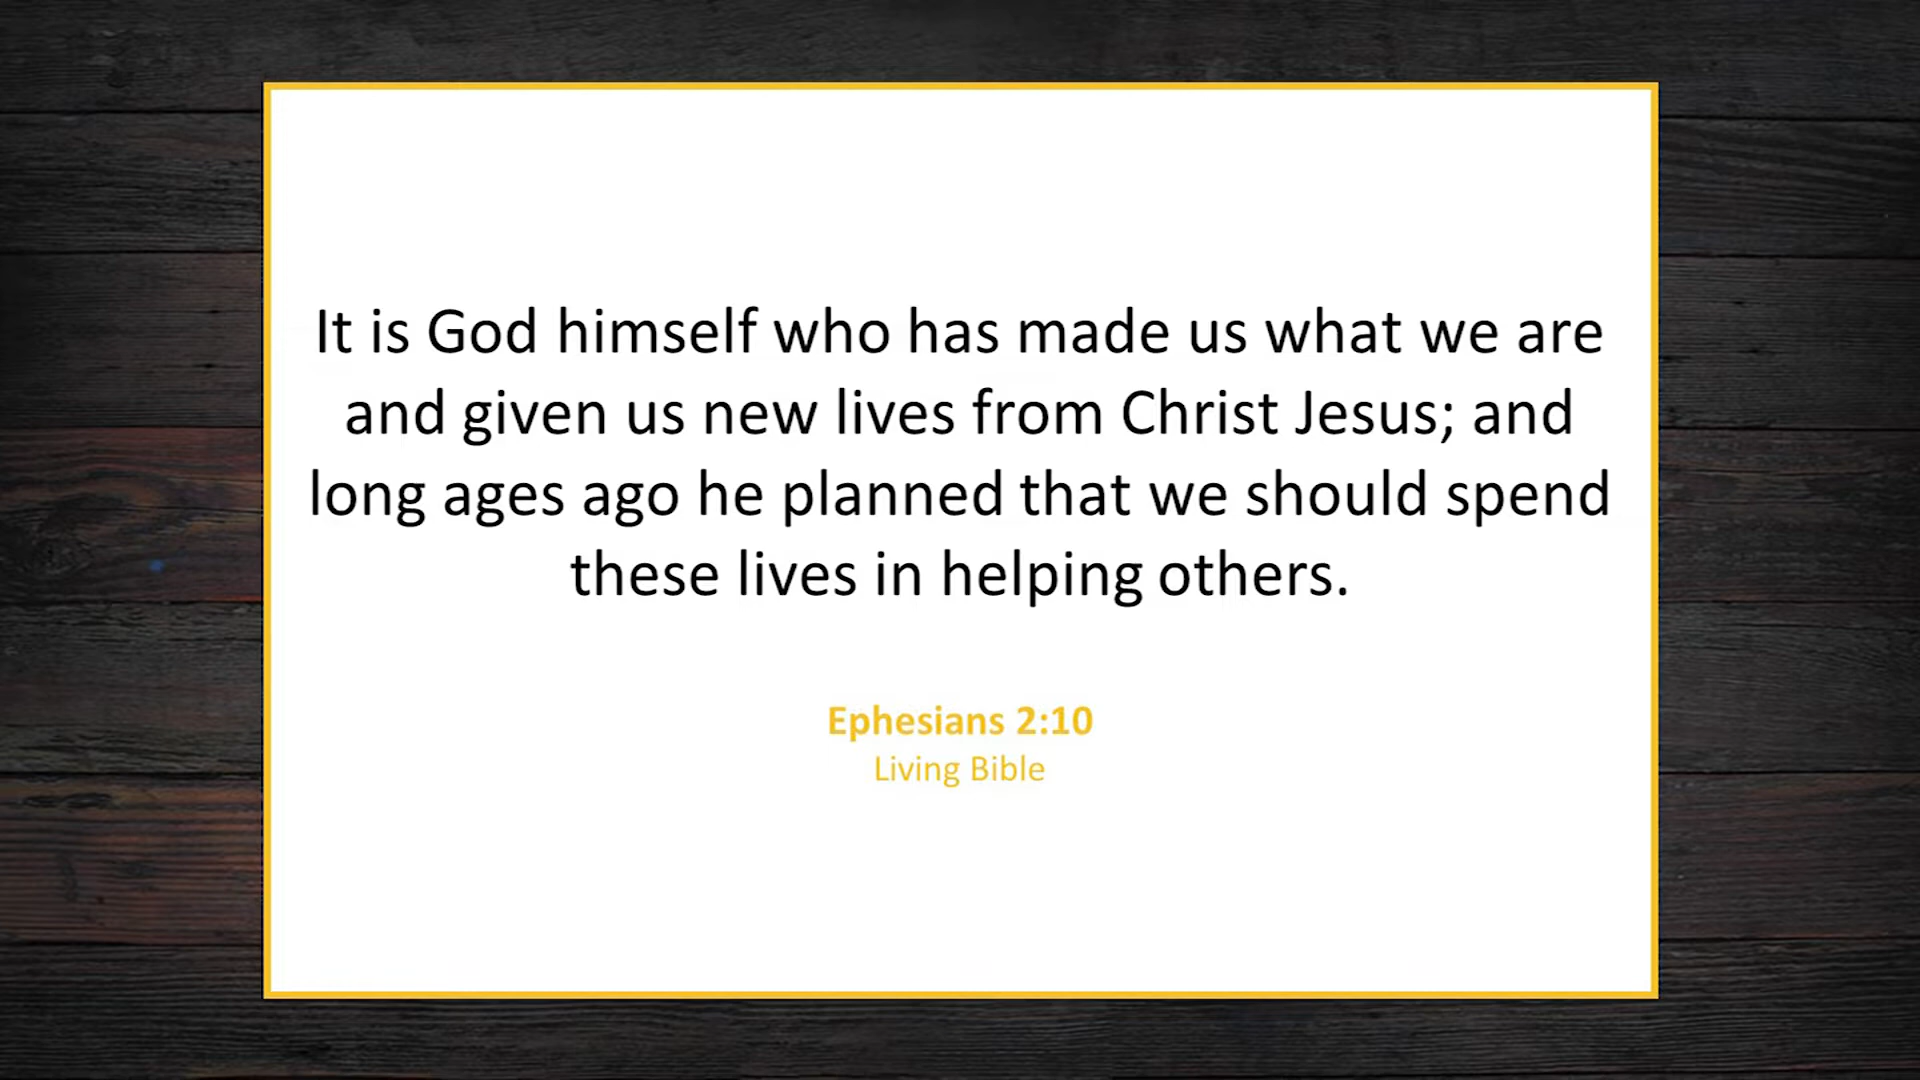 It is God himself who has made us what we are
and given us new lives from Christ Jesus; and
long ages ago he planned that we should spend
these lives in helping others.
Ephesians 2:10
Living Bible